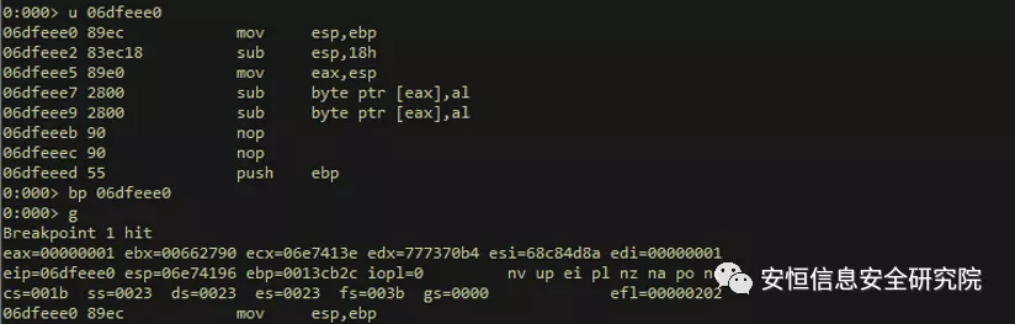 0:000> u 06dfeee0
06dfeee0 89ec mov esp,ebp
06dfeee2 83ec18 sub esp,18h
06dfeee5 89e0 mov eax,esp
06dfeee7 2800 sub byte ptr [eax],al
06dfeee9 2800 sub byte ptr [eax],al
06dfeeeb 90 nop
06dfeeec 90 nop
06dfeeed 55 push ebp
0:000> bp 06dfeee0
0:000> g
Breakpoint 1 hit
eax=00000001 ebx=00662790 ecx=06e7413e edx=777370b4 esi=68c84d8a edi=00000001
eip=06dfeee0 esp=06e74196 ebp=0013cb2c iopl=0 nv up ei pl nz na po
cs=001b ss=0023 ds=0023 es=0023 fs=003b gs=0000 efl=00000202
06dfeee0 89ec mov esp,ebp
安恒信息安全研究院